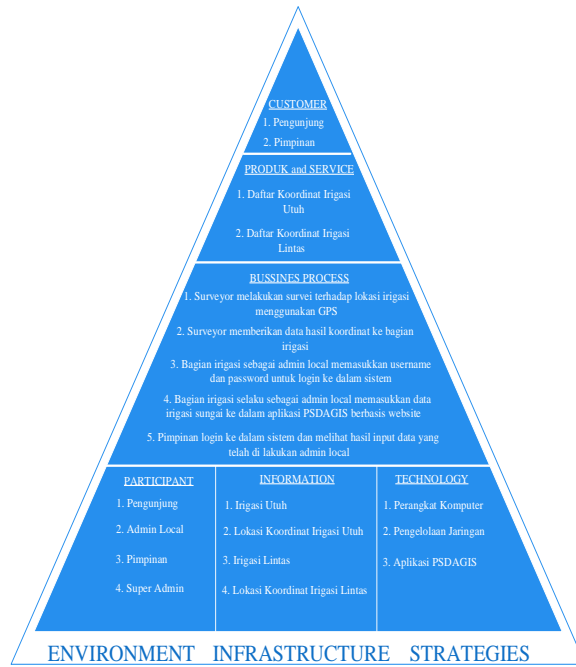 CUSTOMER
1. Pengunjung
2. Pimpinan
PRODUK and SERVICE
1. Daftar Koordinat Irigasi
Utuh
2. Daftar Koordinat Irigasi
Lintas
BUSSINES PROCESS
1. Surveyor melakukan survei terhadap lokasi irigasi
menggunakan GPS
2. Surveyor memberikan data hasil koordinat ke bagian
irigasi
3. Bagian irigasi sebagai admin local memasukkan username
dan password untuk login ke dalam sistem
4. Bagian irigasi selaku sebagai admin local memasukkan data
irigasi sungai ke dalam aplikasi PSDAGIS berbasis website
5. Pimpinan login ke dalam sistem dan melihat hasil input data yang
telah di lakukan admin local
PARTICIPANT
1. Pengunjung
2. Admin Local
3. Pimpinan
4. Super Admin
INFORMATION
1. Irigasi Utuh
2. Lokasi Koordinat Irigasi Utuh
3. Irigasi Lintas
4. Lokasi Koordinat Irigasi Lintas
TECHNOLOGY
1. Perangkat Komputer
2. Pengelolaan Jaringan
3. Aplikasi PSDAGIS
ENVIRONMENT INFRASTRUCTURE STRATEGIES